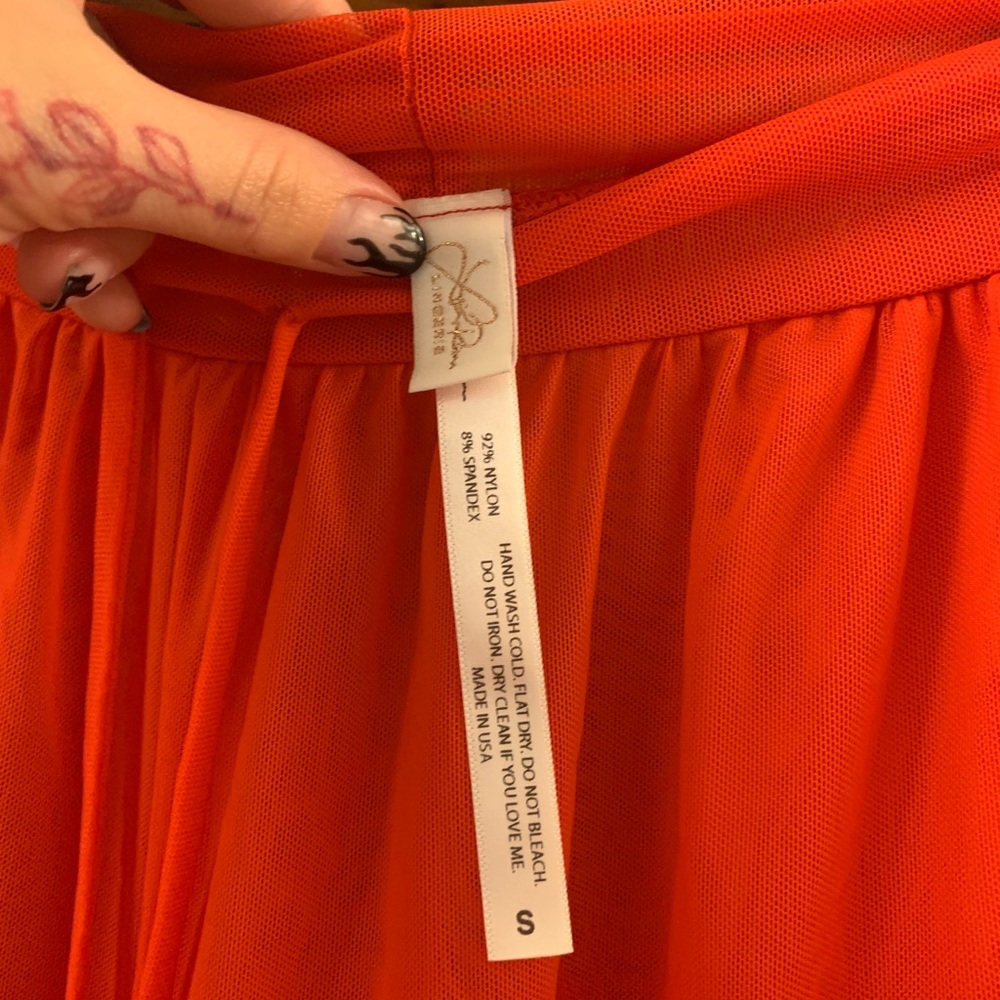 LINGERIE
92% NYLON
8% SPANDEX
HAND WASH COLD. FLAT DRY. DO NOT BLEACH.
DO NOT IRON. DRY CLEAN IF YOU LOVE ME.
MADE IN USA
S